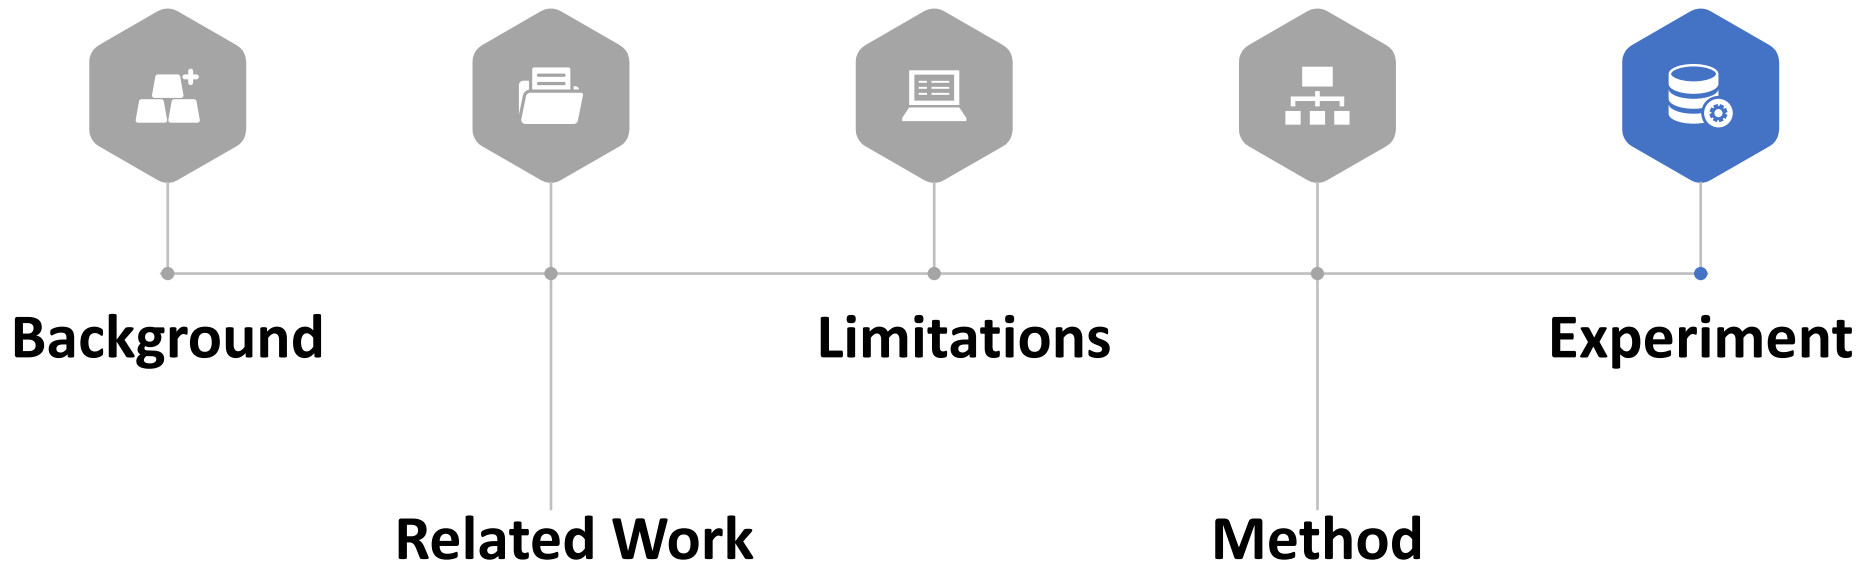 Background
Related Work
Limitations
Method
Experiment